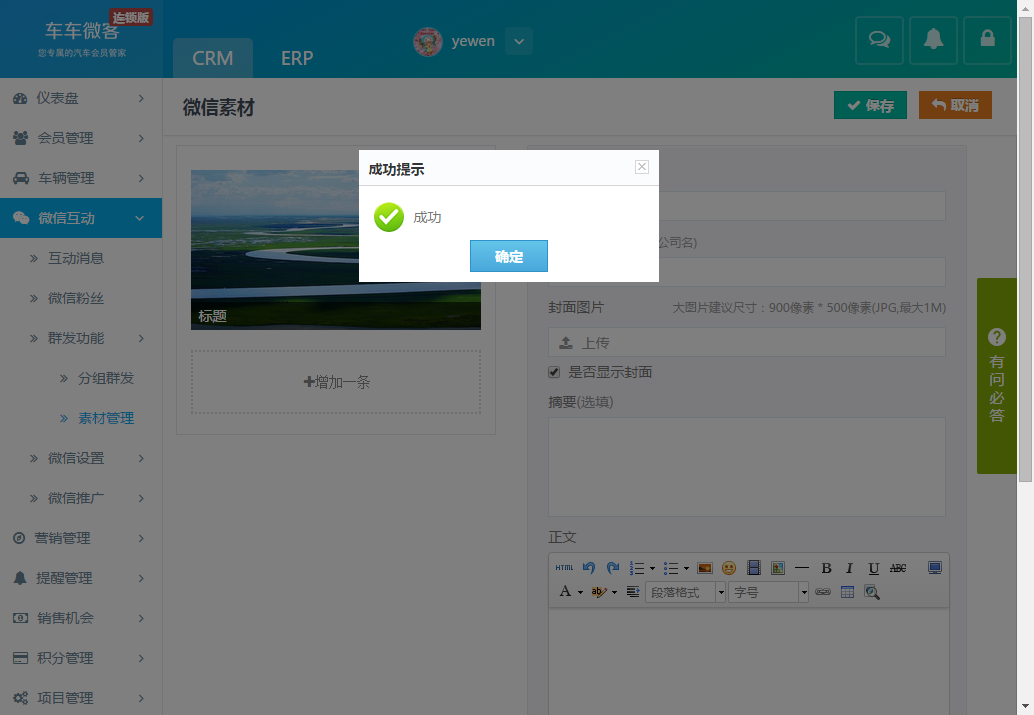 车车微客
连锁版
您专属的汽车会员管家
CRM
ERP
yewen
仪表盘
会员管理
车辆管理
微信互动
互动消息
微信粉丝
群发功能
分组群发
素材管理
微信设置
微信推广
营销管理
提醒管理
销售机会
积分管理
项目管理
微信素材
保存
取消
成功提示
成功
确定
标题
增加一条
公司名)
封面图片
大图片建议尺寸：900像素 * 500像素(JPG,最大1M)
上传
是否显示封面
摘要(选填)
正文
HTML
B I U ABC
A
ab
段落格式
字号
?
有问必答